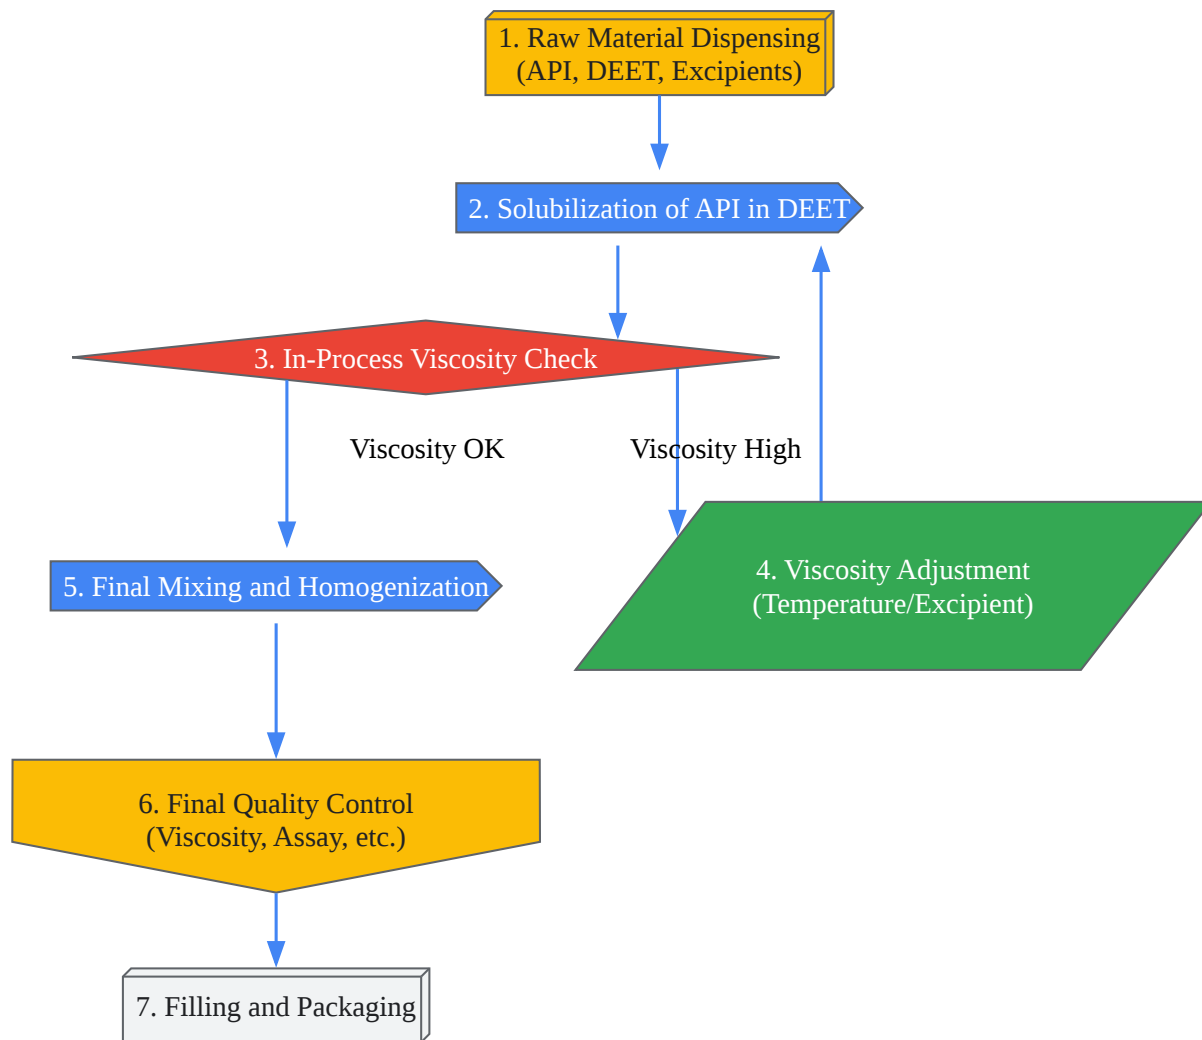 1. Raw Material Dispensing
(API, DEET, Excipients)
2. Solubilization of API in DEET
3. In-Process Viscosity Check
Viscosity OK
Viscosity High
4. Viscosity Adjustment
(Temperature/Excipient)
5. Final Mixing and Homogenization
6. Final Quality Control
(Viscosity, Assay, etc.)
7. Filling and Packaging